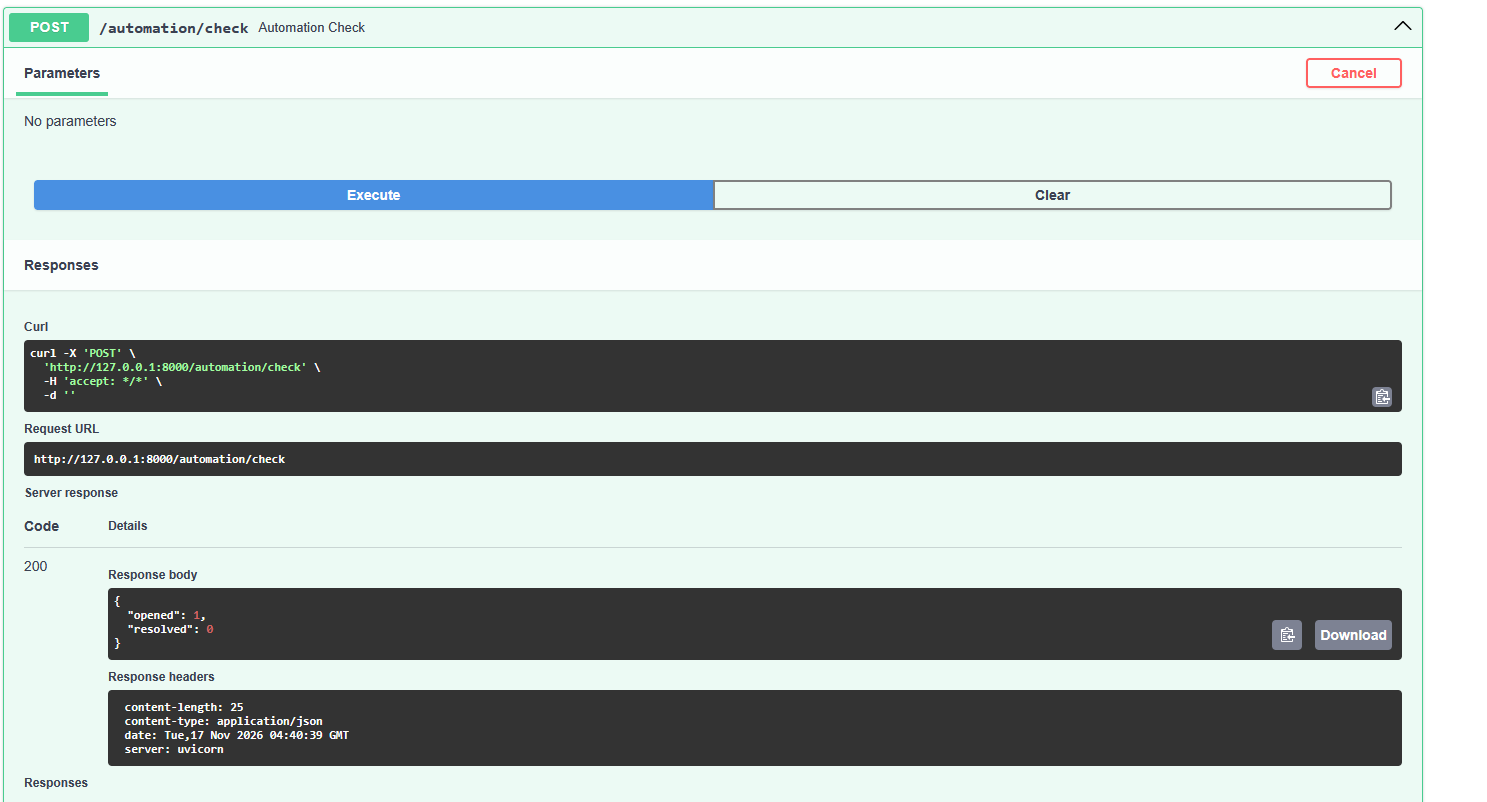 POST /automation/check Automation Check
Parameters
Cancel
No parameters
Execute
Clear
Responses
Curl
curl -X 'POST' \
'http://127.0.0.1:8000/automation/check' \
-H 'accept: */*' \
-d ''
Request URL
http://127.0.0.1:8000/automation/check
Server response
Code
Details
200
Response body
{
"opened": 1,
"resolved": 0
}
Download
Response headers
content-length: 25
content-type: application/json
date: Tue,17 Nov 2026 04:40:39 GMT
server: uvicorn
Responses